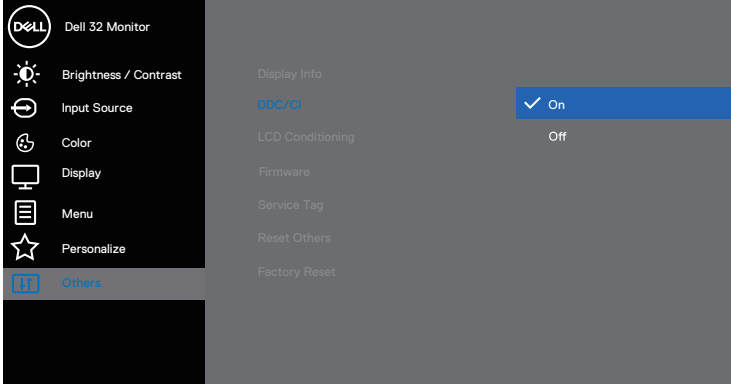 DELL
Dell 32 Monitor
Brightness / Contrast
Input Source
Color
Display
Menu
Personalize
Others
Display Info
DDC/CI
LCD Conditioning
Firmware
Service Tag
Reset Others
Factory Reset
On
Off